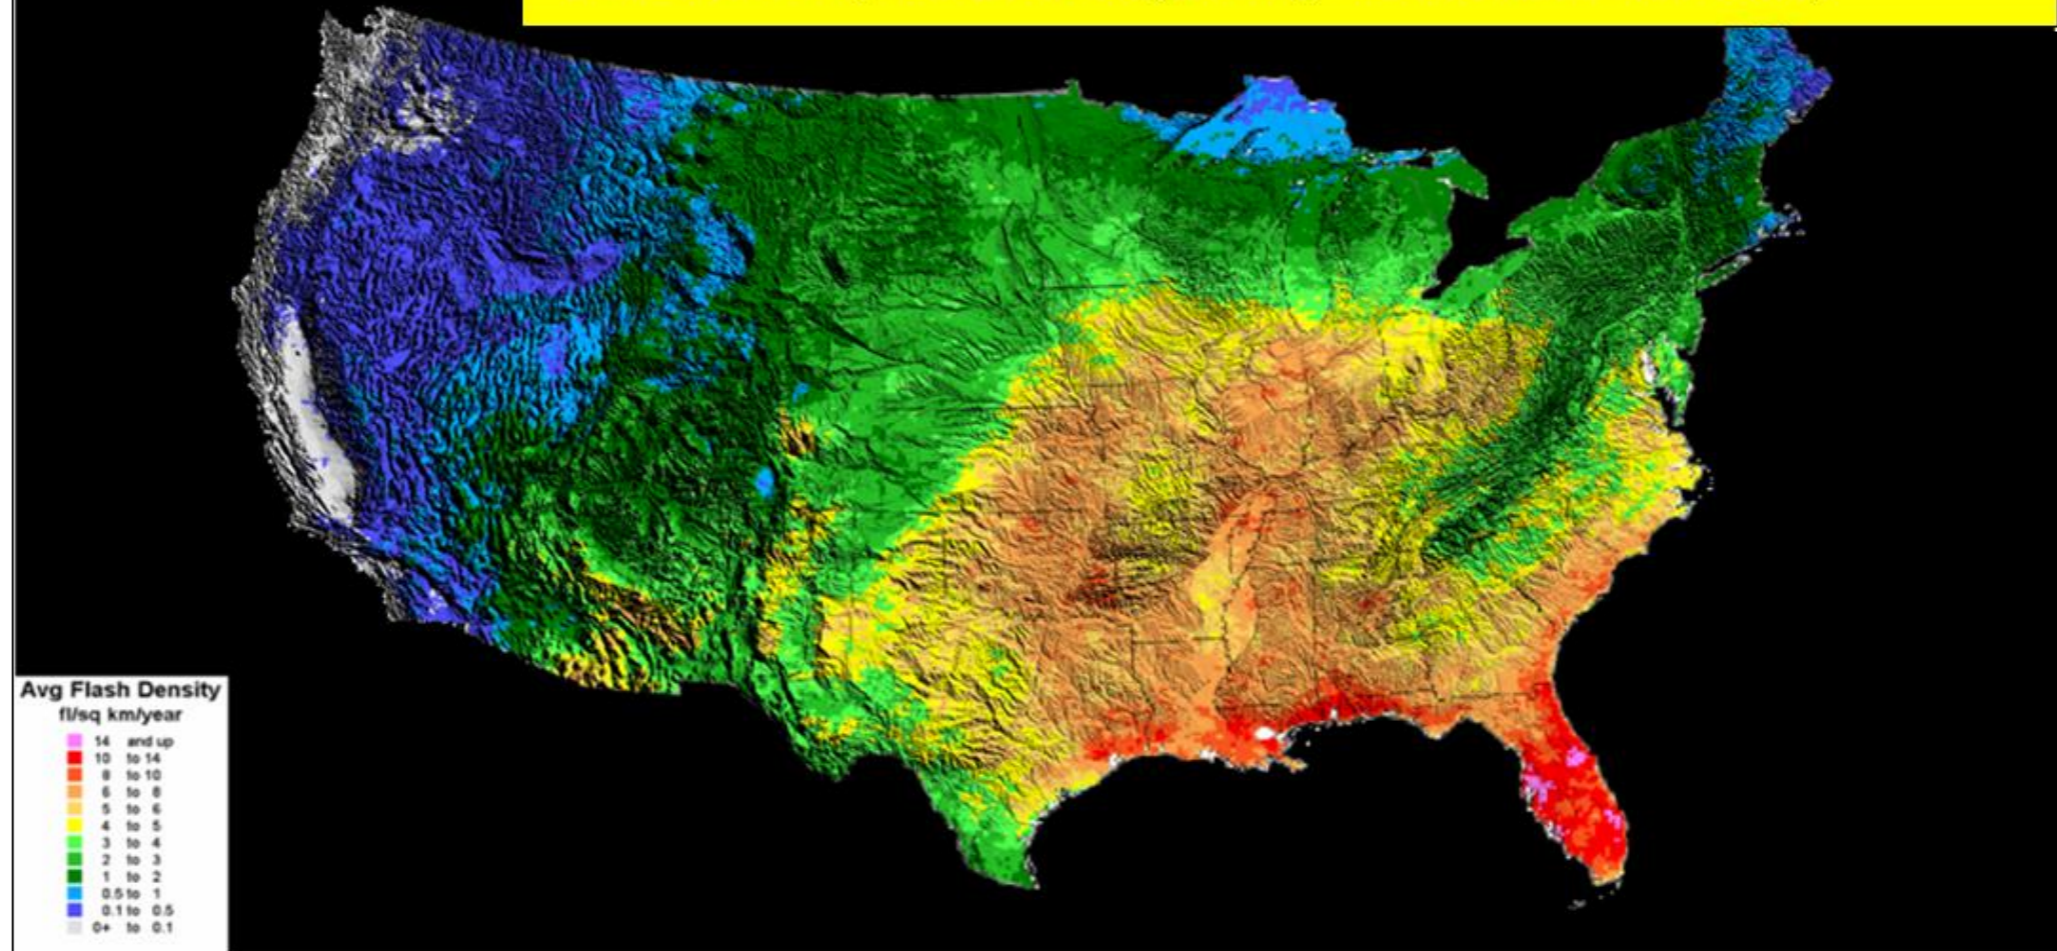 Avg Flash Density
fl/sq km/year
14 and up
10 to 14
8 to 10
6 to 8
5 to 6
4 to 5
3 to 4
2 to 3
1 to 2
0.5 to 1
0.1 to 0.5
0+ to 0.1